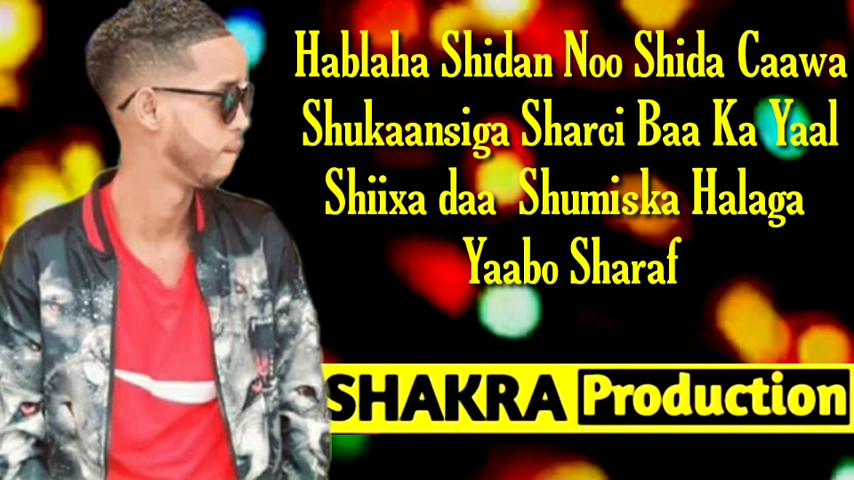 Hablaha Shidan Noo Shida Caawa
Shukaansiga Sharci Baa Ka Yaal
Shiixa daa Shumiska Halaga
Yaabo Sharaf
SHAKRA Production